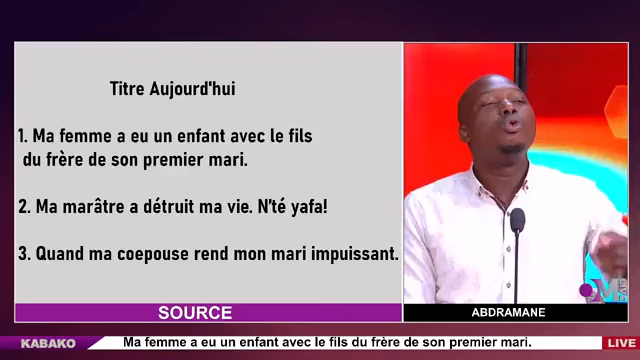 Titre Aujourd'hui
1. Ma femme a eu un enfant avec le fils
du frère de son premier mari.
2. Ma marâtre a détruit ma vie. N'té yafa!
3. Quand ma coepouse rend mon mari impuissant.
SOURCE
ABDRAMANE
KABAKO
Ma femme a eu un enfant avec le fils du frère de son premier mari.
LIVE